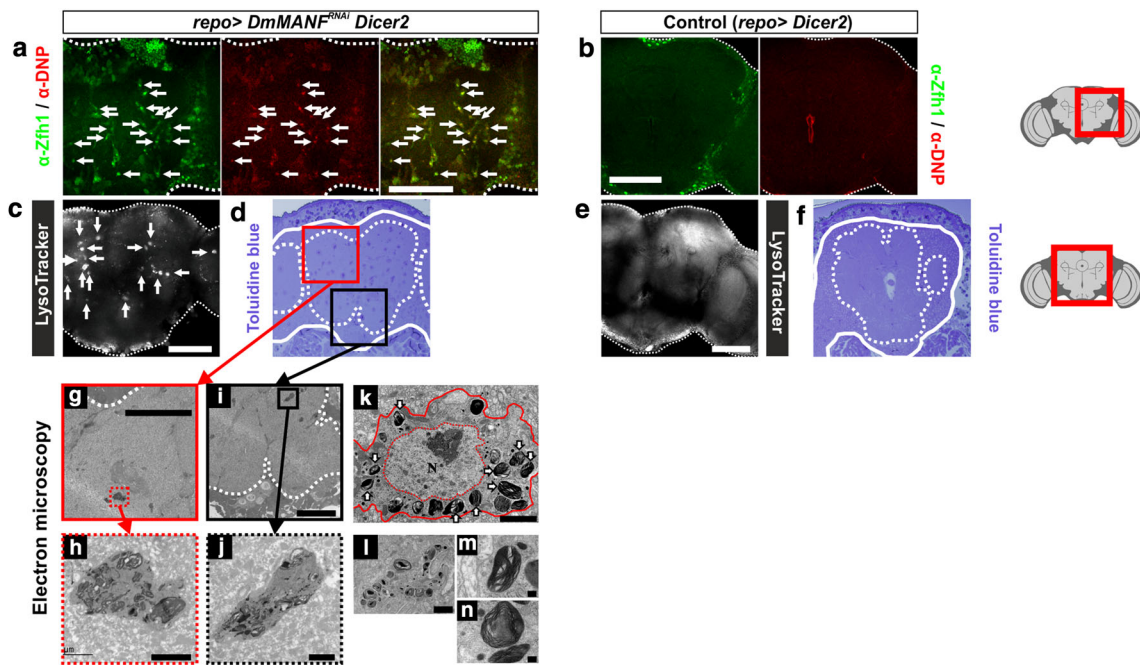 repo> DmMANF^RNAi Dicer2
Control (repo> Dicer2)
a
α-Zfh1 / α-DNP
b
α-Zfh1 / α-DNP
c
LysoTracker
d
Toluidine blue
e
LysoTracker
f
Toluidine blue
Electron microscopy
g
i
k
N
h
μm
j
l
m
n